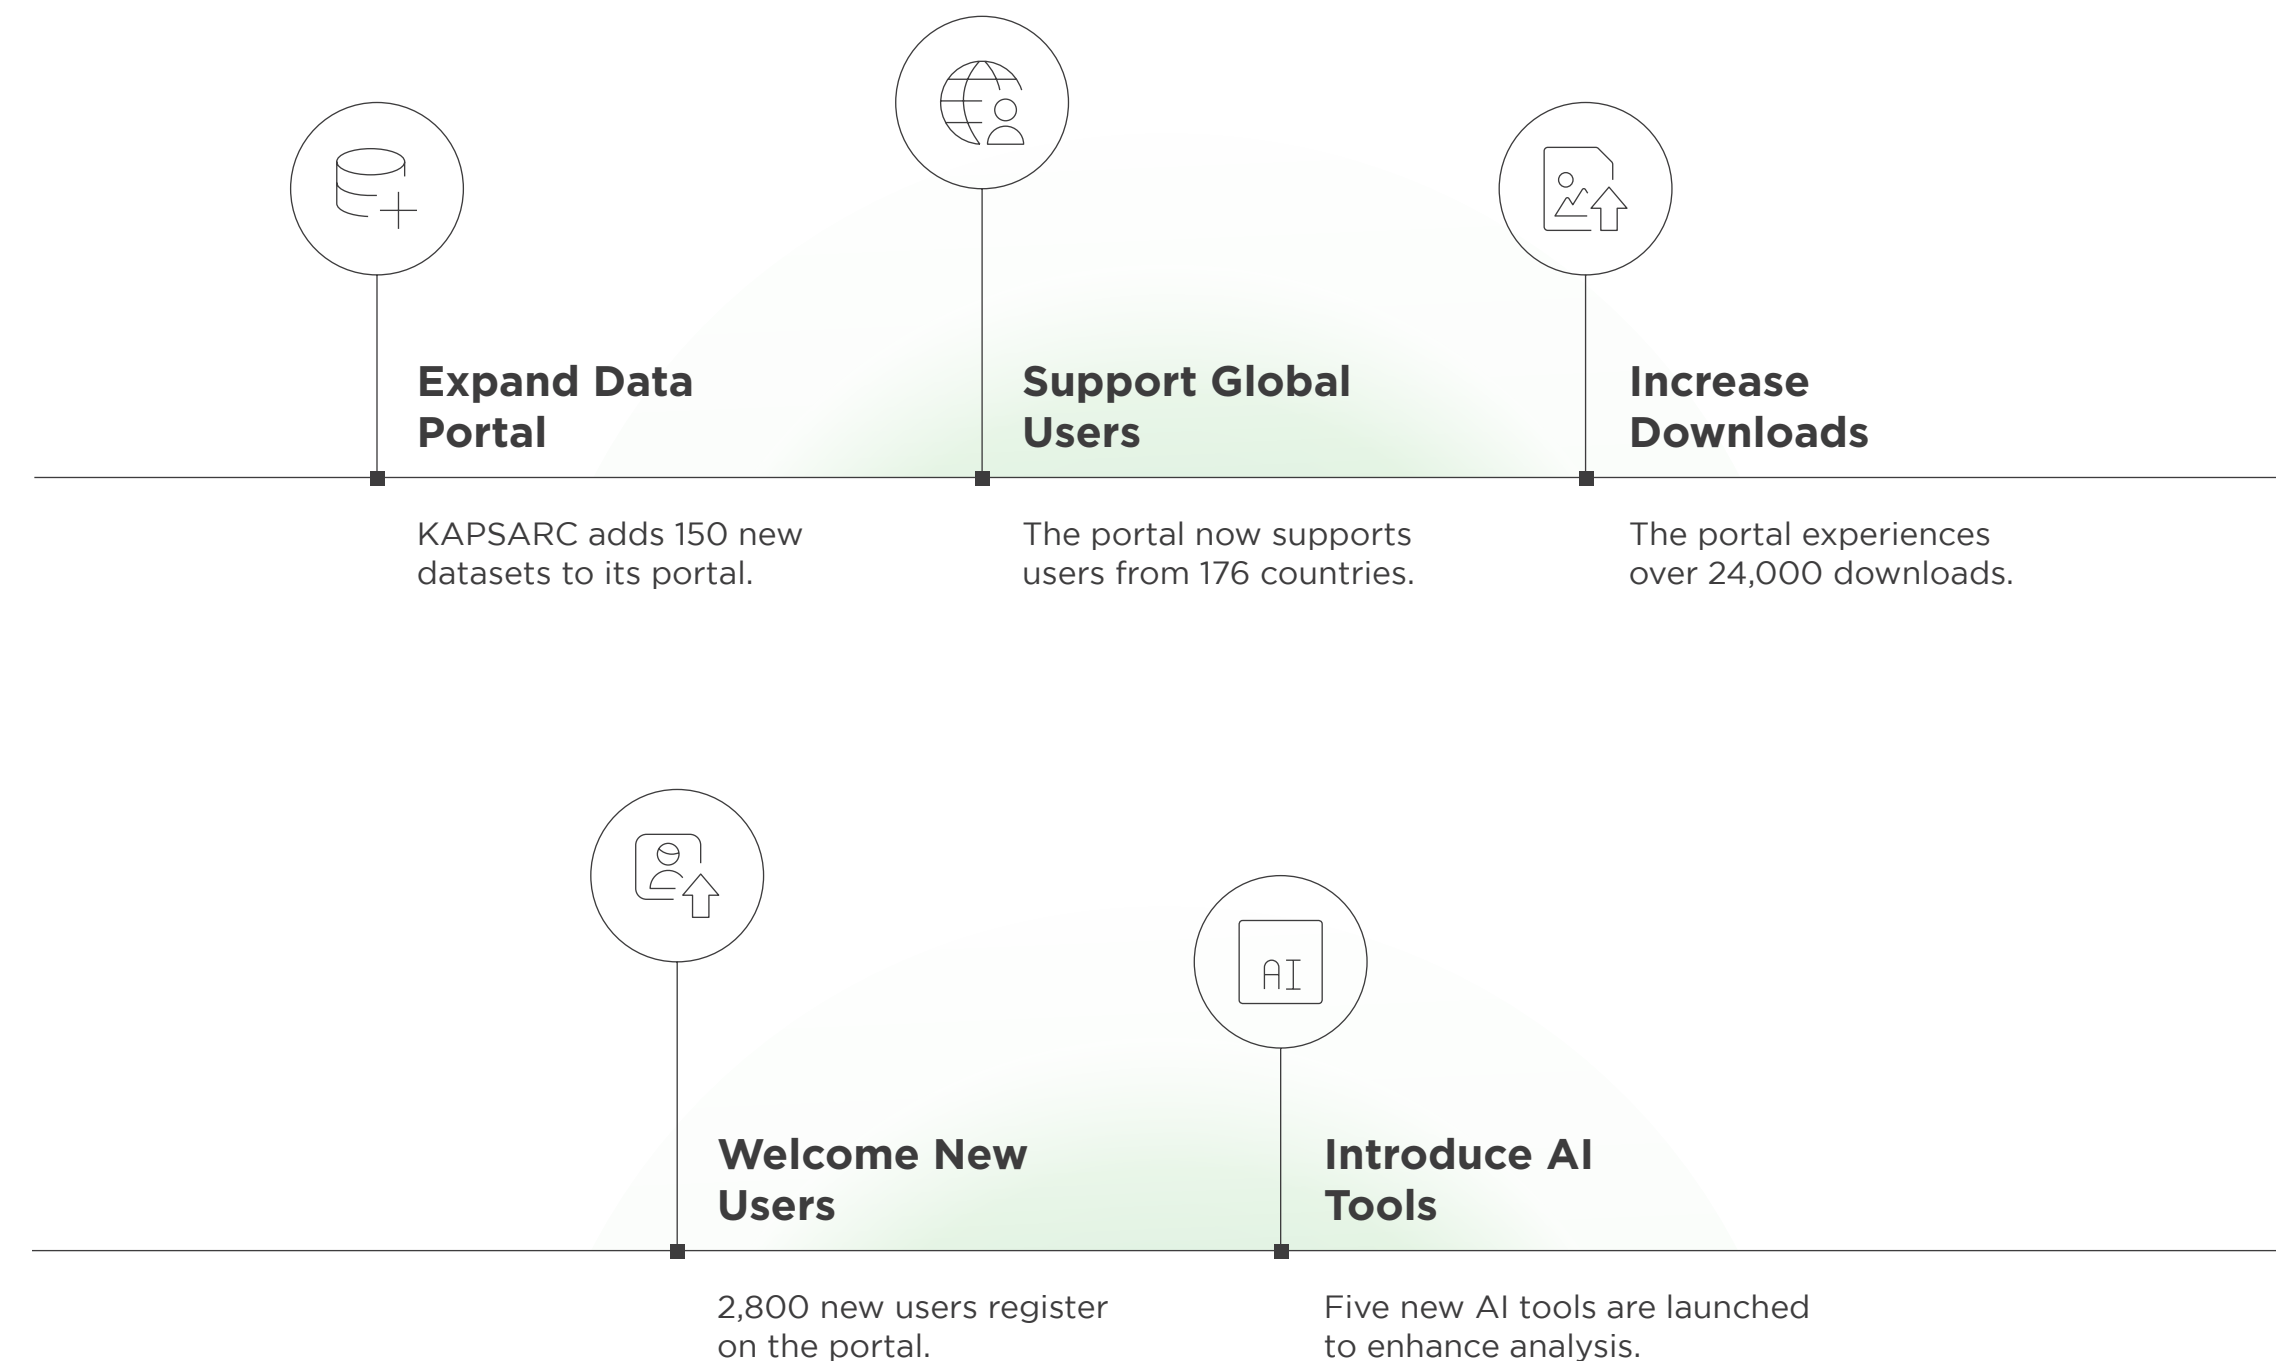 Expand Data
Portal
KAPSARC adds 150 new
datasets to its portal.
Support Global
Users
The portal now supports
users from 176 countries.
Increase
Downloads
The portal experiences
over 24,000 downloads.
Welcome New
Users
2,800 new users register
on the portal.
AI
Introduce AI
Tools
Five new AI tools are launched
to enhance analysis.